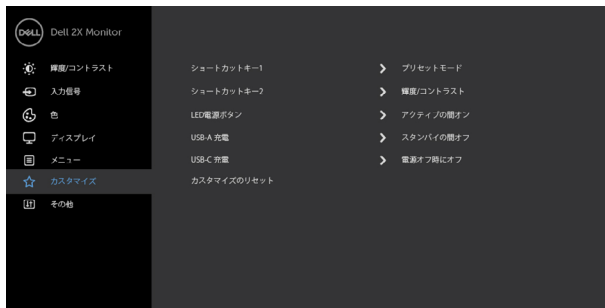 DELL Dell 2X Monitor
輝度/コントラスト
入力信号
色
ディスプレイ
メニュー
カスタマイズ
その他
ショートカットキー1 プリセットモード
ショートカットキー2 輝度/コントラスト
LED電源ボタン アクティブの間オン
USB-A 充電 スタンバイの間オフ
USB-C 充電 電源オフ時にオフ
カスタマイズのリセット